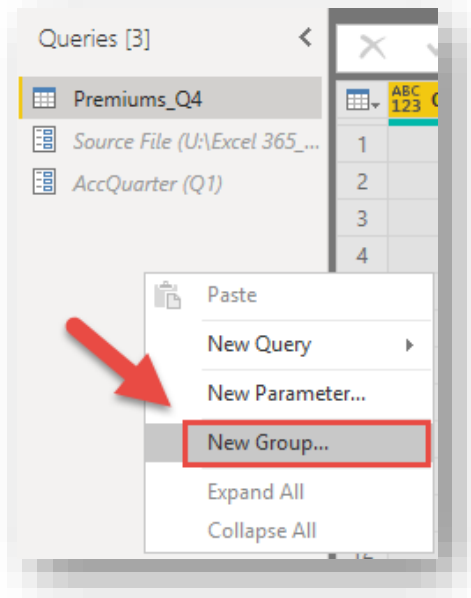 Queries [3]
Premiums_Q4
ABC
123
Source File (U:\Excel 365_...
AccQuarter (Q1)
1
2
3
4
Paste
New Query
New Parameter...
New Group...
Expand All
Collapse All